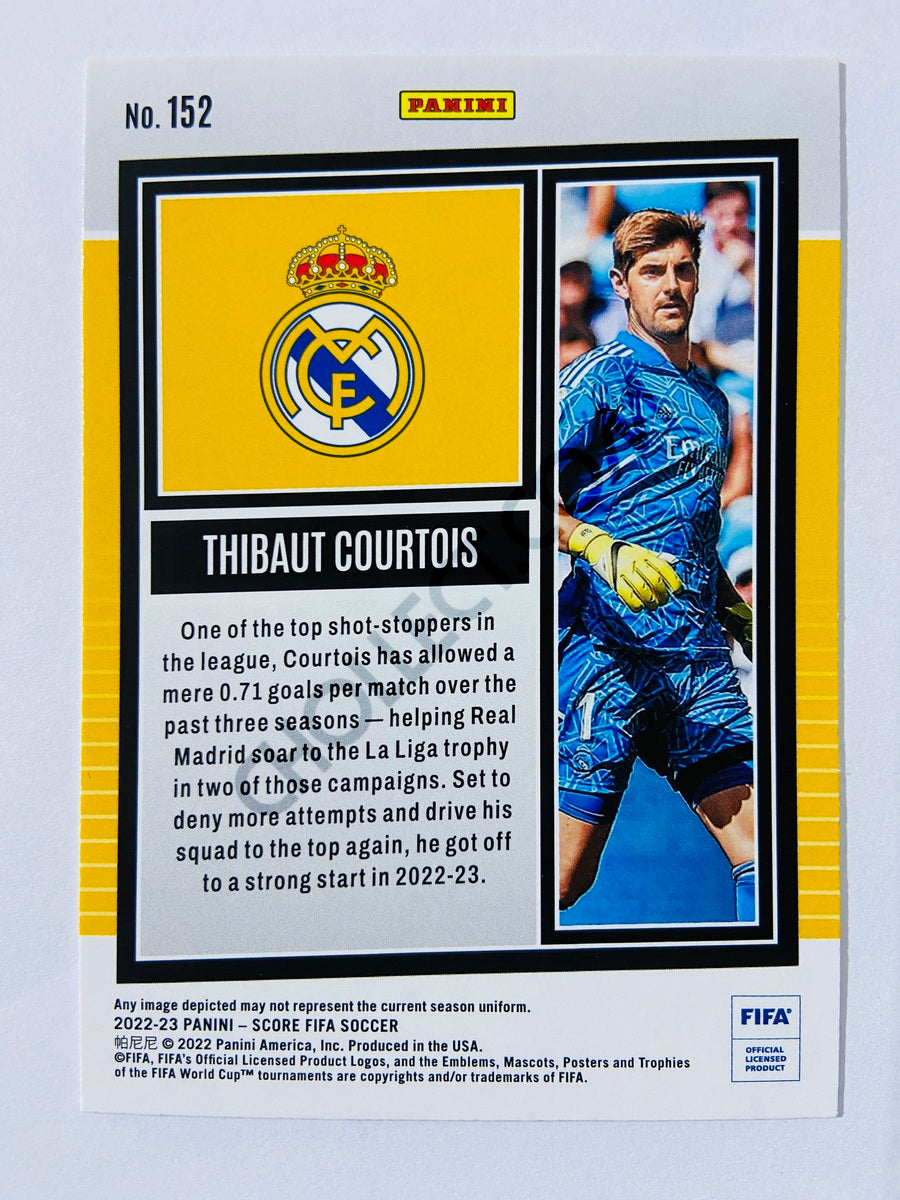 No. 152
PANINI
THIBAUT COURTOIS
One of the top shot-stoppers in
the league, Courtois has allowed a
mere 0.71 goals per match over the
past three seasons — helping Real
Madrid soar to the La Liga trophy
in two of those campaigns. Set to
deny more attempts and drive his
squad to the top again, he got off
to a strong start in 2022-23.
1
Any image depicted may not represent the current season uniform.
2022-23 PANINI – SCORE FIFA SOCCER
帕尼尼 © 2022 Panini America, Inc. Produced in the USA.
©FIFA, FIFA's Official Licensed Product Logos, and the Emblems, Mascots, Posters and Trophies
of the FIFA World Cup™ tournaments are copyrights and/or trademarks of FIFA.
FIFA®
OFFICIAL
LICENSED
PRODUCT